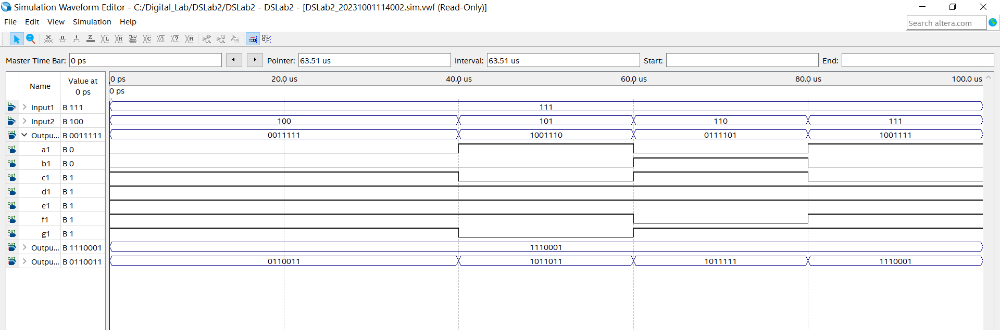 Simulation Waveform Editor - C:/Digital_Lab/DSLab2/DSLab2 - DSLab2 - [DSLab2_20231001114002.sim.vwf (Read-Only)]
File Edit View Simulation Help
Search altera.com
Master Time Bar: 0 ps Pointer: 63.51 us Interval: 63.51 us Start: End:
Name Value at 0 ps
0 ps 20.0 us 40.0 us 60.0 us 80.0 us 100.0 us
0 ps
Input1 B 111 111
Input2 B 100 100 101 110 111
Outpu... B 0011111 0011111 1001110 0111101 1001111
a1 B 0
b1 B 0
c1 B 1
d1 B 1
e1 B 1
f1 B 1
g1 B 1
Outpu... B 1110001 1110001
Outpu... B 0110011 0110011 1011011 1011111 1110001